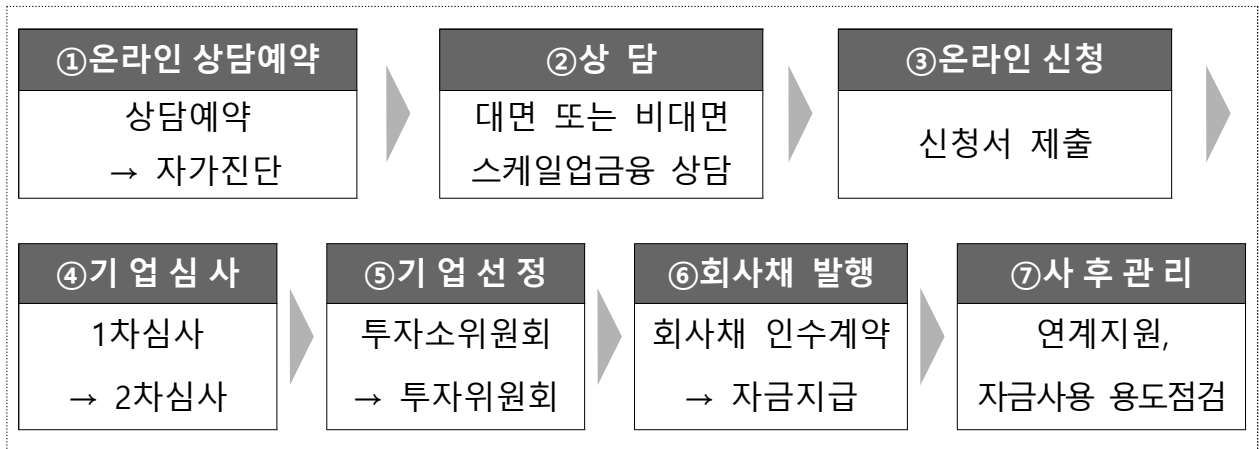 ①온라인 상담예약
상담예약
→ 자가진단
②상 담
대면 또는 비대면
스케일업금융 상담
③온라인 신청
신청서 제출
④기 업 심 사
1차심사
→ 2차심사
⑤기 업 선 정
투자소위원회
→ 투자위원회
⑥회사채 발행
회사채 인수계약
→ 자금지급
⑦사 후 관 리
연계지원,
자금사용 용도점검